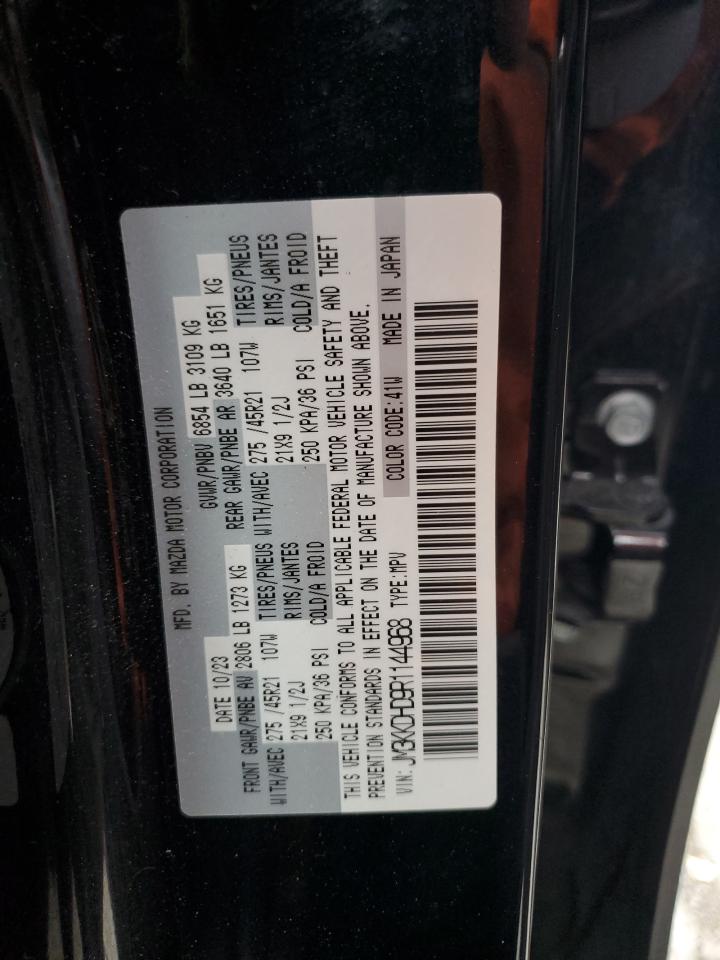 MFD. BY MAZDA MOTOR CORPORATION
DATE 10/23 GVWR/PNBV 6854 LB 3109 KG
FRONT GAWR/PNBE AV 2806 LB 1273 KG REAR GAWR/PNBE AR 3640 LB 1651 KG
WITH/AVEC 275 /45R21 107W TIRES/PNEUS WITH/AVEC 275 /45R21 107W TIRES/PNEUS
21X9 1/2J RIMS/JANTES 21X9 1/2J RIMS/JANTES
250 KPA/36 PSI COLD/A FROID 250 KPA/36 PSI COLD/A FROID
THIS VEHICLE CONFORMS TO ALL APPLICABLE FEDERAL MOTOR VEHICLE SAFETY AND THEFT
PREVENTION STANDARDS IN EFFECT ON THE DATE OF MANUFACTURE SHOWN ABOVE.
VIN: JM3KKDHD9R1144968 TYPE:MPV COLOR CODE:41W MADE IN JAPAN